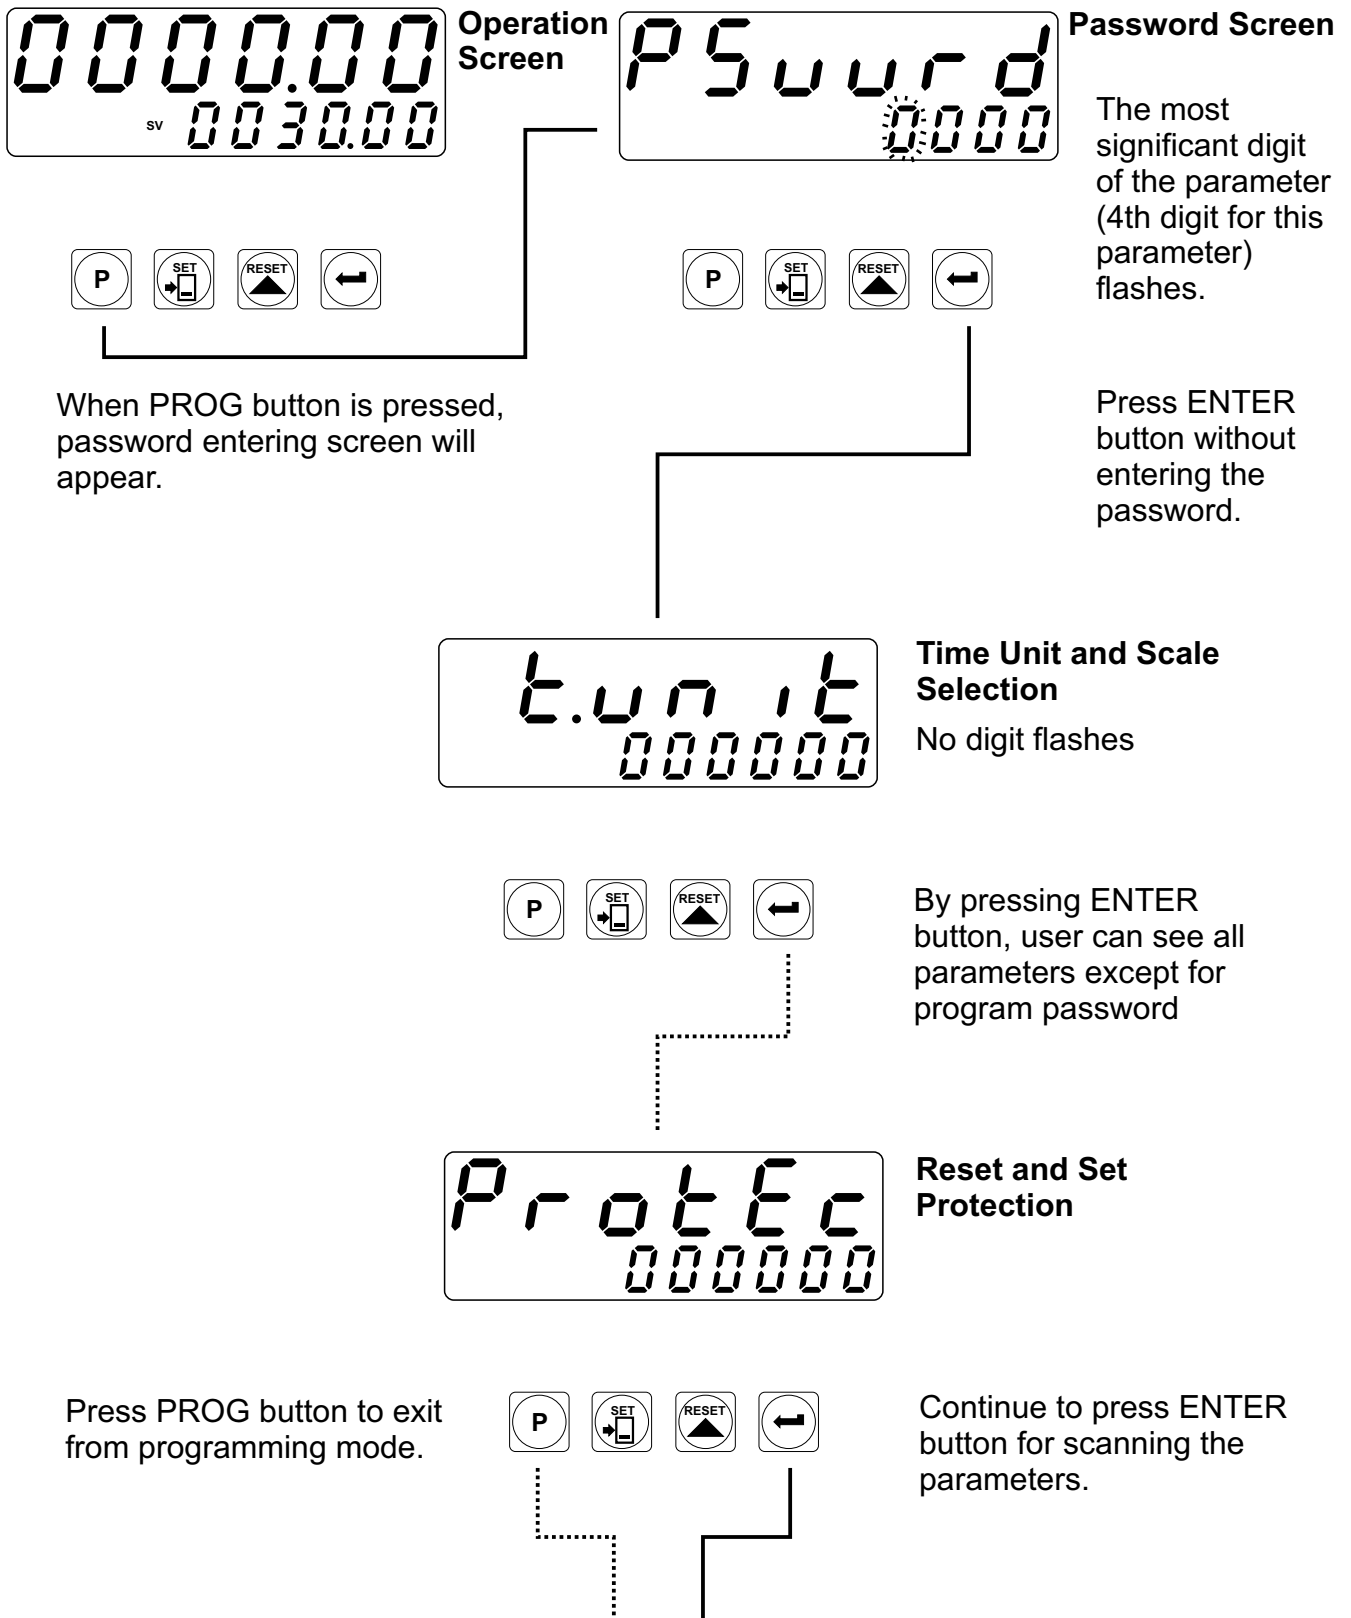 0000.00
sv 0030.00
Operation
Screen
PSuurd
0000
Password Screen
The most
significant digit
of the parameter
(4th digit for this
parameter)
flashes.
P SET RESET
P SET RESET
When PROG button is pressed,
password entering screen will
appear.
Press ENTER
button without
entering the
password.
t.unit
000000
Time Unit and Scale
Selection
No digit flashes
P SET RESET
By pressing ENTER
button, user can see all
parameters except for
program password
ProtEc
000000
Reset and Set
Protection
Press PROG button to exit
from programming mode.
P SET RESET
Continue to press ENTER
button for scanning the
parameters.